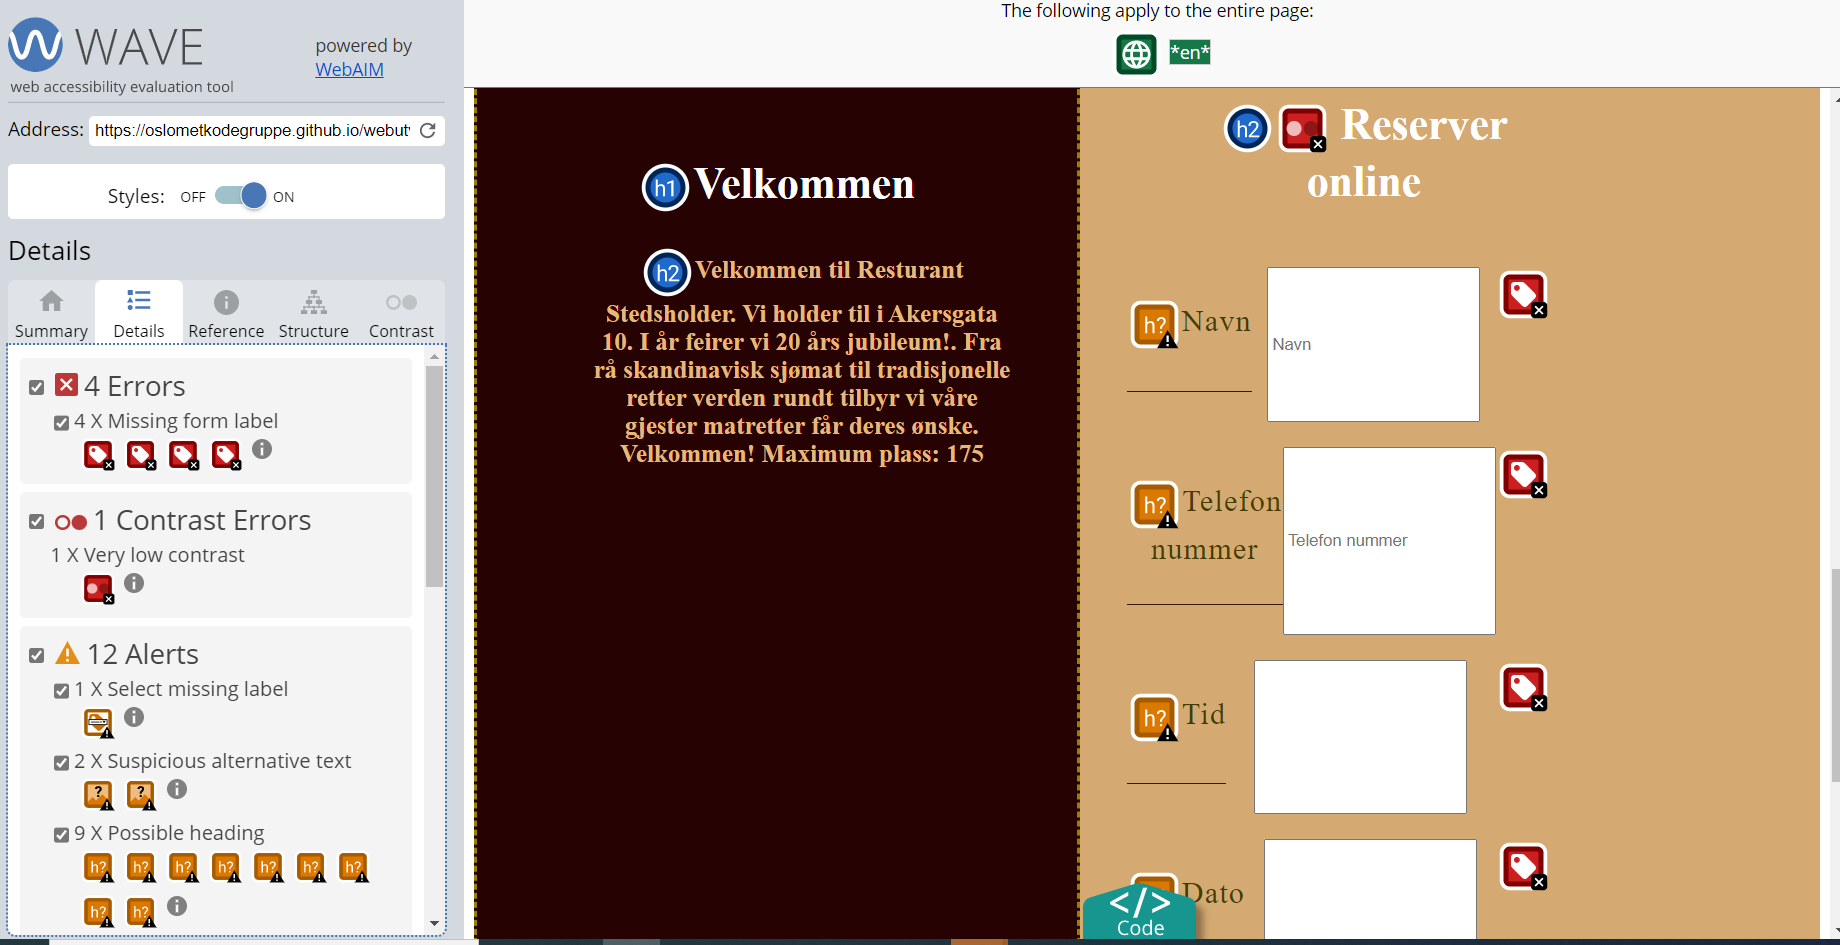 WAVE
powered by
WebAIM
web accessibility evaluation tool
Address: https://oslometkodegruppe.github.io/webut
Styles: OFF ON
Details
Summary Details Reference Structure Contrast
4 Errors
4 X Missing form label
1 Contrast Errors
1 X Very low contrast
12 Alerts
1 X Select missing label
2 X Suspicious alternative text
? ?
9 X Possible heading
h? h? h? h? h? h? h?
h? h?
The following apply to the entire page:
*en*
h1 Velkommen
h2 Velkommen til Resturant
Stedsholder. Vi holder til i Akersgata
10. I år feirer vi 20 års jubileum!. Fra
rå skandinavisk sjømat til tradisjonelle
retter verden rundt tilbyr vi våre
gjester matretter får deres ønske.
Velkommen! Maximum plass: 175
h2 Reserver
online
h? Navn
Navn
h? Telefon
nummer
Telefon nummer
h? Tid
Dato
</>
Code